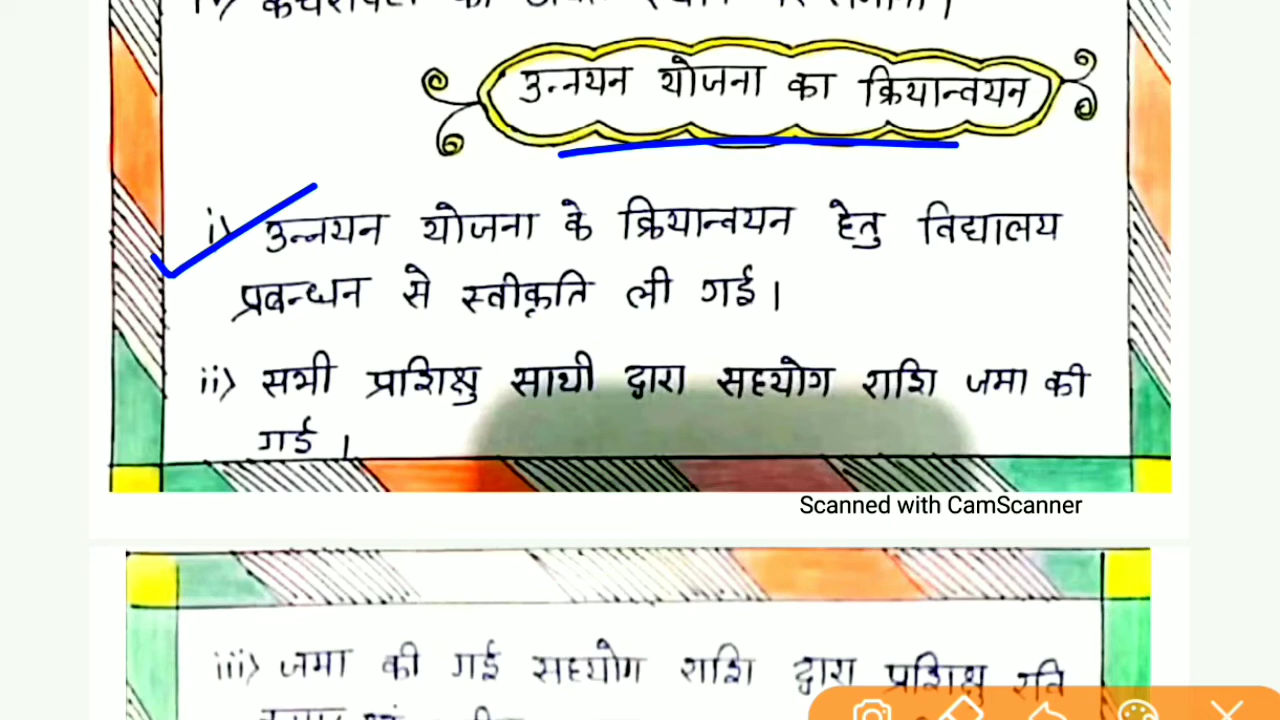 उन्नयन योजना का क्रियान्वयन
i) उन्नयन योजना के क्रियान्वयन हेतु विद्यालय
प्रबन्धन से स्वीकृति ली गई।
ii) सभी प्रशिक्षु साथी द्वारा सहयोग राशि जमा की
गई।
Scanned with CamScanner
iii) जमा की गई सहयोग राशि द्वारा प्रशिक्षु रवि